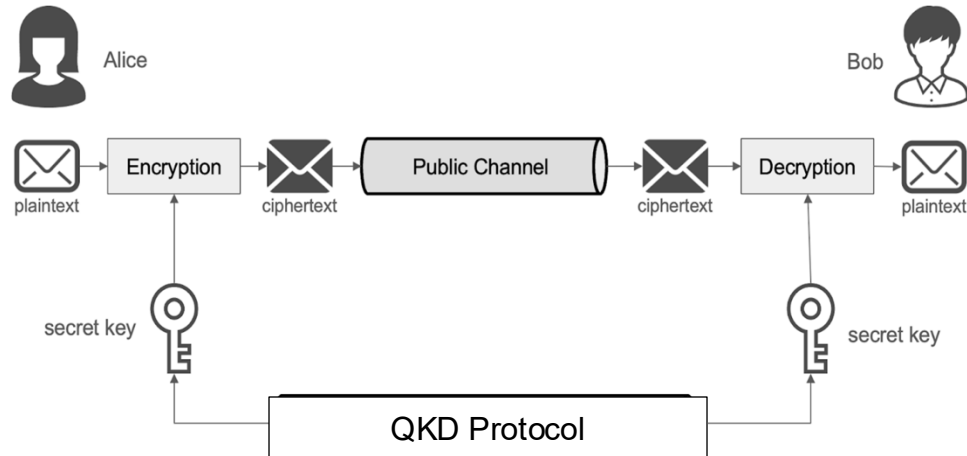 Alice
Bob
Encryption
Public Channel
Decryption
plaintext
ciphertext
ciphertext
plaintext
secret key
secret key
QKD Protocol